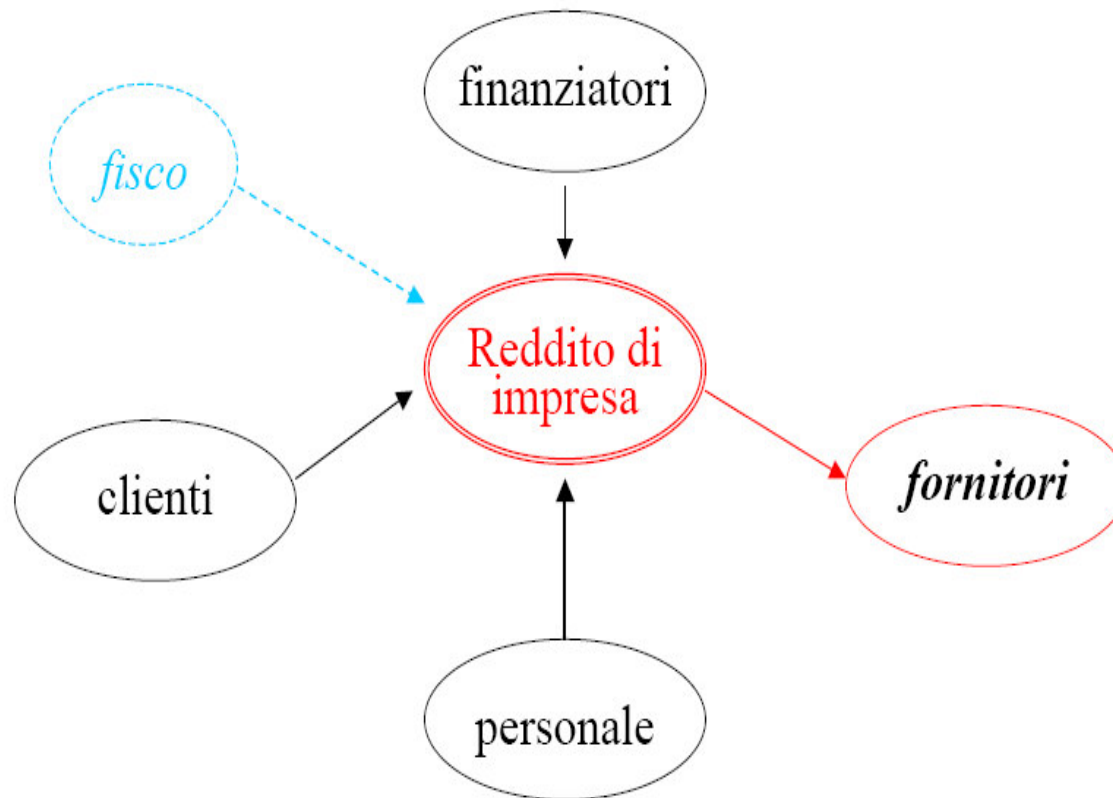 finanziatori
fisco
Reddito di
impresa
clienti
fornitori
personale